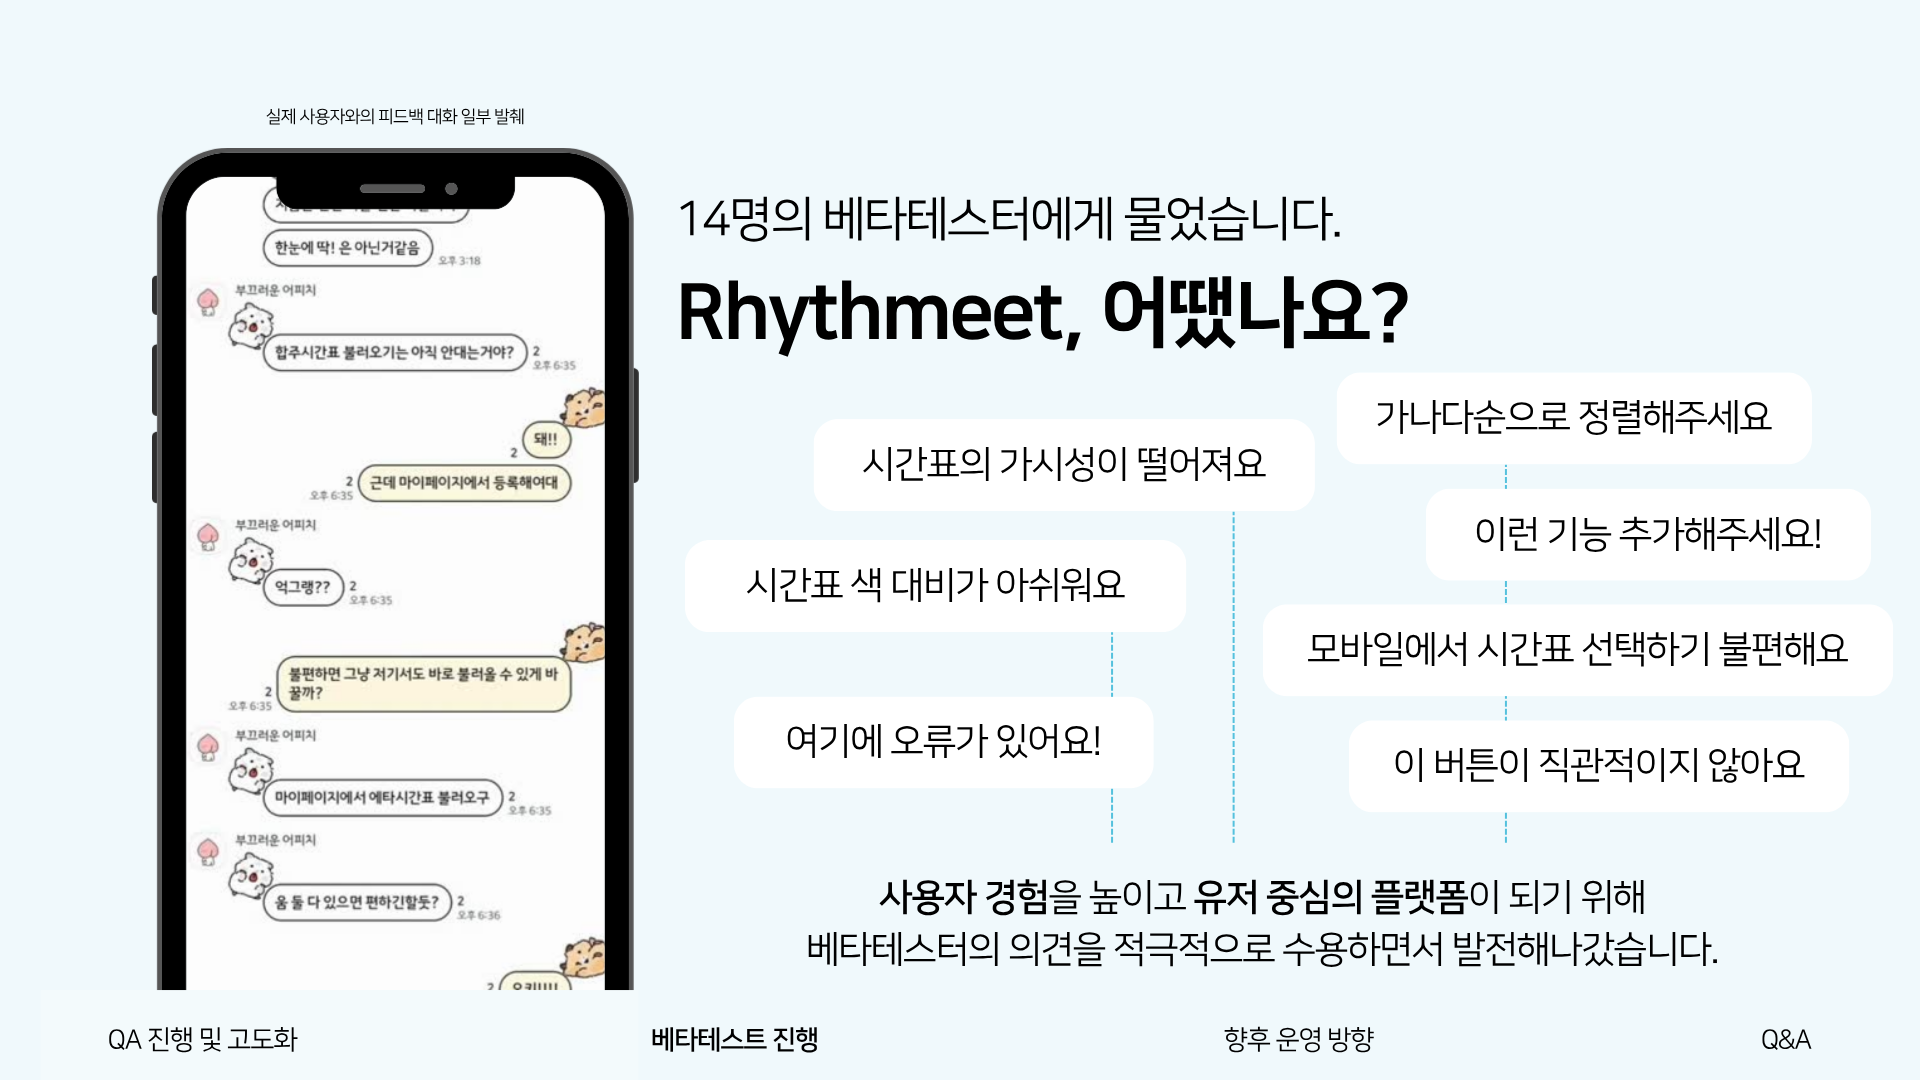 실제 사용자와의 피드백 대화 일부 발췌
한눈에 딱! 은 아닌거같음
오후 3:18
부끄러운 어피치
합주시간표 불러오기는 아직 안대는거야?
2
오후 6:35
돼!!
2
근데 마이페이지에서 등록해여대
2
오후 6:35
부끄러운 어피치
억그랭??
2
오후 6:35
불편하면 그냥 저기서도 바로 불러올 수 있게 바
꿀까?
2
오후 6:35
부끄러운 어피치
마이페이지에서 에타시간표 불러오구
2
오후 6:35
부끄러운 어피치
움 둘 다 있으면 편하긴할듯?
2
오후 6:36
2
14명의 베타테스터에게 물었습니다.
Rhythmeet, 어땠나요?
가나다순으로 정렬해주세요
시간표의 가시성이 떨어져요
이런 기능 추가해주세요!
시간표 색 대비가 아쉬워요
모바일에서 시간표 선택하기 불편해요
여기에 오류가 있어요!
이 버튼이 직관적이지 않아요
사용자 경험을 높이고 유저 중심의 플랫폼이 되기 위해
베타테스터의 의견을 적극적으로 수용하면서 발전해나갔습니다.
QA 진행 및 고도화
베타테스트 진행
향후 운영 방향
Q&A